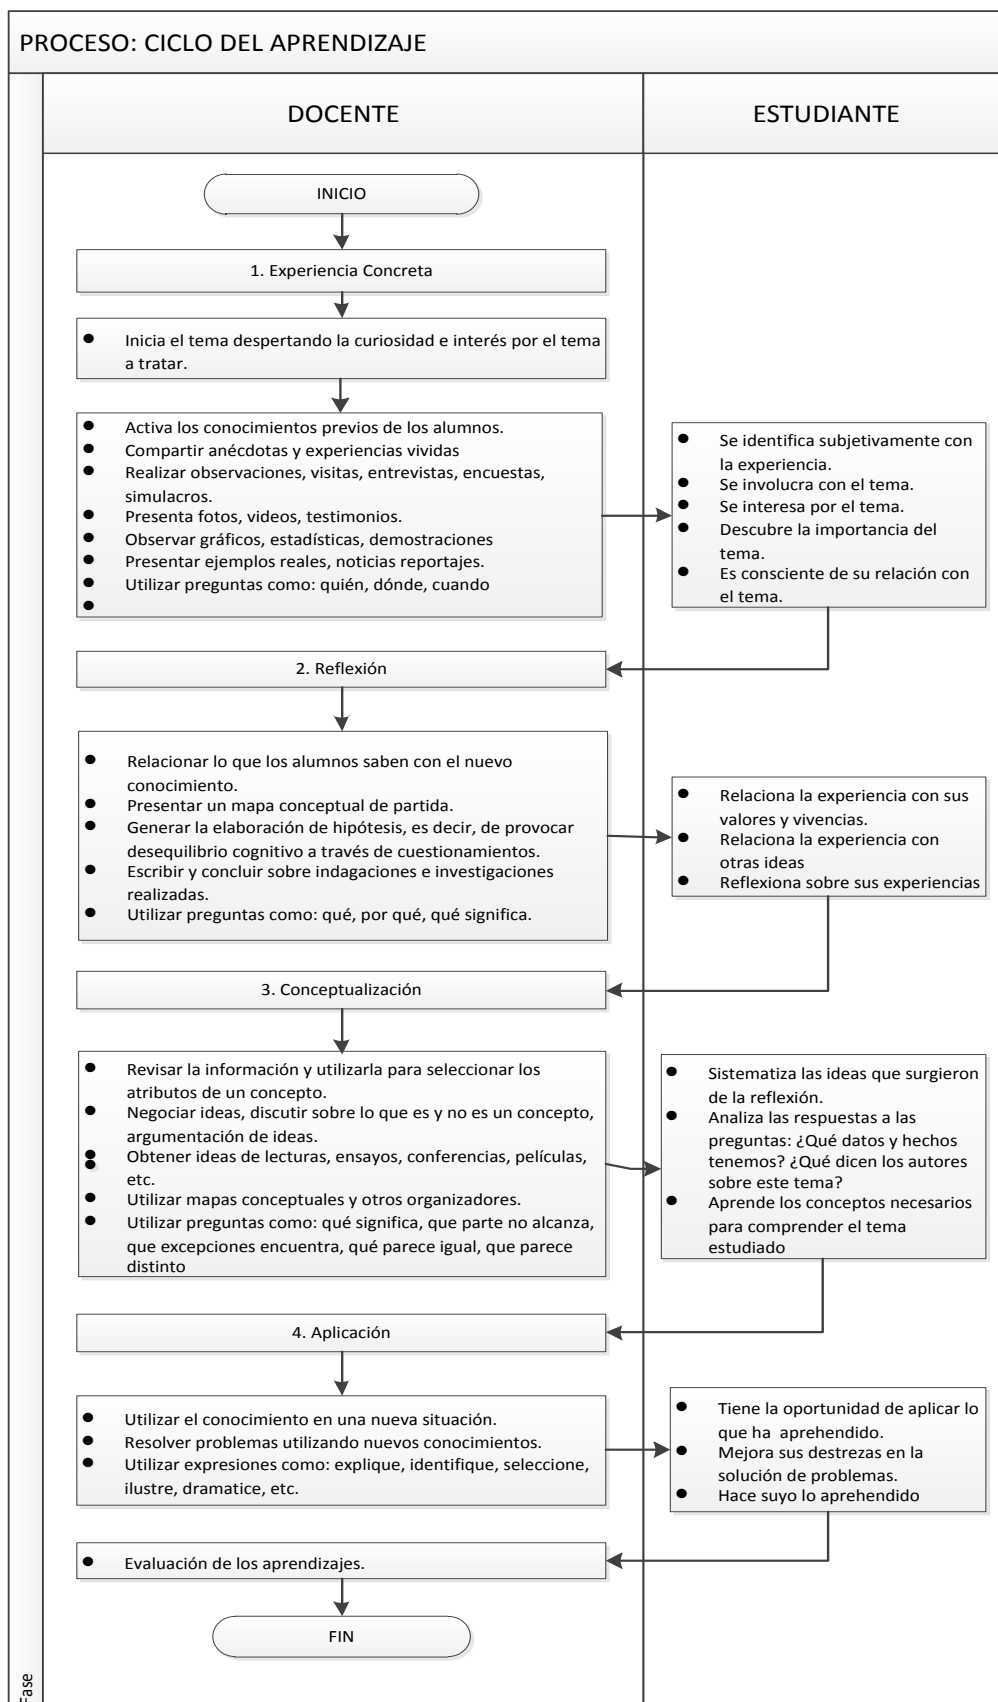 PROCESO: CICLO DEL APRENDIZAJE
DOCENTE
ESTUDIANTE
INICIO
1. Experiencia Concreta
● Inicia el tema despertando la curiosidad e interés por el tema
a tratar.
● Activa los conocimientos previos de los alumnos.
● Compartir anécdotas y experiencias vividas
● Realizar observaciones, visitas, entrevistas, encuestas,
simulacros.
● Presenta fotos, videos, testimonios.
● Observar gráficos, estadísticas, demostraciones
● Presentar ejemplos reales, noticias reportajes.
● Utilizar preguntas como: quién, dónde, cuando
●
● Se identifica subjetivamente con
la experiencia.
● Se involucra con el tema.
● Se interesa por el tema.
● Descubre la importancia del
tema.
● Es consciente de su relación con
el tema.
2. Reflexión
● Relacionar lo que los alumnos saben con el nuevo
conocimiento.
● Presentar un mapa conceptual de partida.
● Generar la elaboración de hipótesis, es decir, de provocar
desequilibrio cognitivo a través de cuestionamientos.
● Escribir y concluir sobre indagaciones e investigaciones
realizadas.
● Utilizar preguntas como: qué, por qué, qué significa.
● Relaciona la experiencia con sus
valores y vivencias.
● Relaciona la experiencia con
otras ideas
● Reflexiona sobre sus experiencias
3. Conceptualización
● Revisar la información y utilizarla para seleccionar los
atributos de un concepto.
● Negociar ideas, discutir sobre lo que es y no es un concepto,
argumentación de ideas.
● Obtener ideas de lecturas, ensayos, conferencias, películas,
● etc.
● Utilizar mapas conceptuales y otros organizadores.
● Utilizar preguntas como: qué significa, que parte no alcanza,
que excepciones encuentra, qué parece igual, que parece
distinto
● Sistematiza las ideas que surgieron
de la reflexión.
● Analiza las respuestas a las
preguntas: ¿Qué datos y hechos
tenemos? ¿Qué dicen los autores
sobre este tema?
● Aprende los conceptos necesarios
para comprender el tema
estudiado
4. Aplicación
● Utilizar el conocimiento en una nueva situación.
● Resolver problemas utilizando nuevos conocimientos.
● Utilizar expresiones como: explique, identifique, seleccione,
ilustre, dramatice, etc.
● Tiene la oportunidad de aplicar lo
que ha aprehendido.
● Mejora sus destrezas en la
solución de problemas.
● Hace suyo lo aprehendido
● Evaluación de los aprendizajes.
FIN
Fase